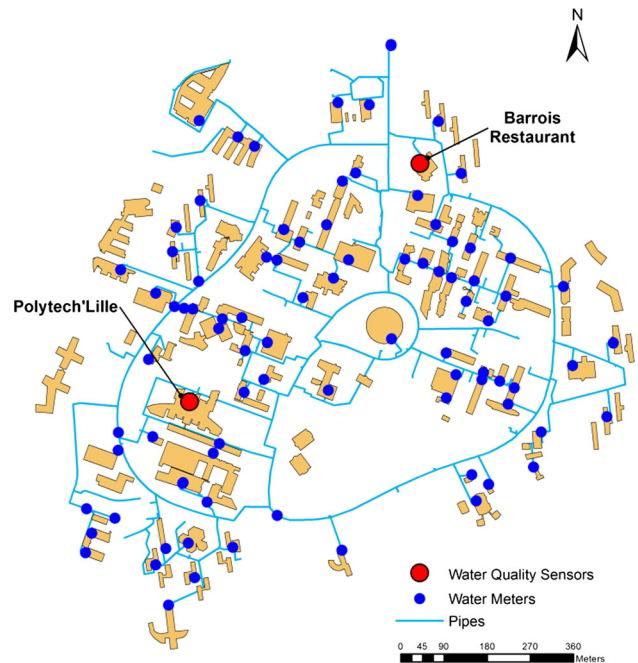 N
Barrois
Restaurant
Polytech'Lille
Water Quality Sensors
Water Meters
Pipes
0 45 90 180 270 360
Meters